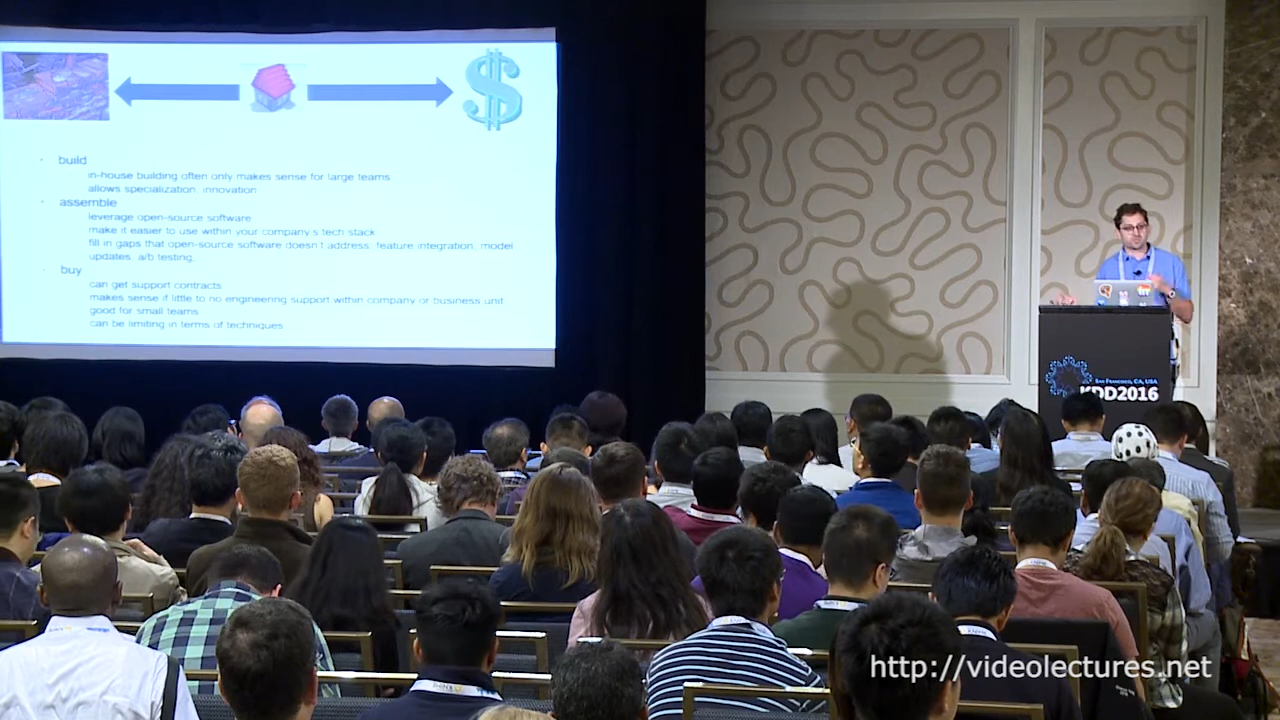 $
build
in-house building often only makes sense for large teams
allows specialization, innovation
assemble
leverage open-source software
make it easier to use within your company's tech stack
fill in gaps that open-source software doesn't address: feature integration, model
updates, a/b testing,
buy
can get support contracts
makes sense if little to no engineering support within company or business unit
good for small teams
can be limiting in terms of techniques
SAN FRANCISCO, CA, USA
KDD2016
http://videolectures.net